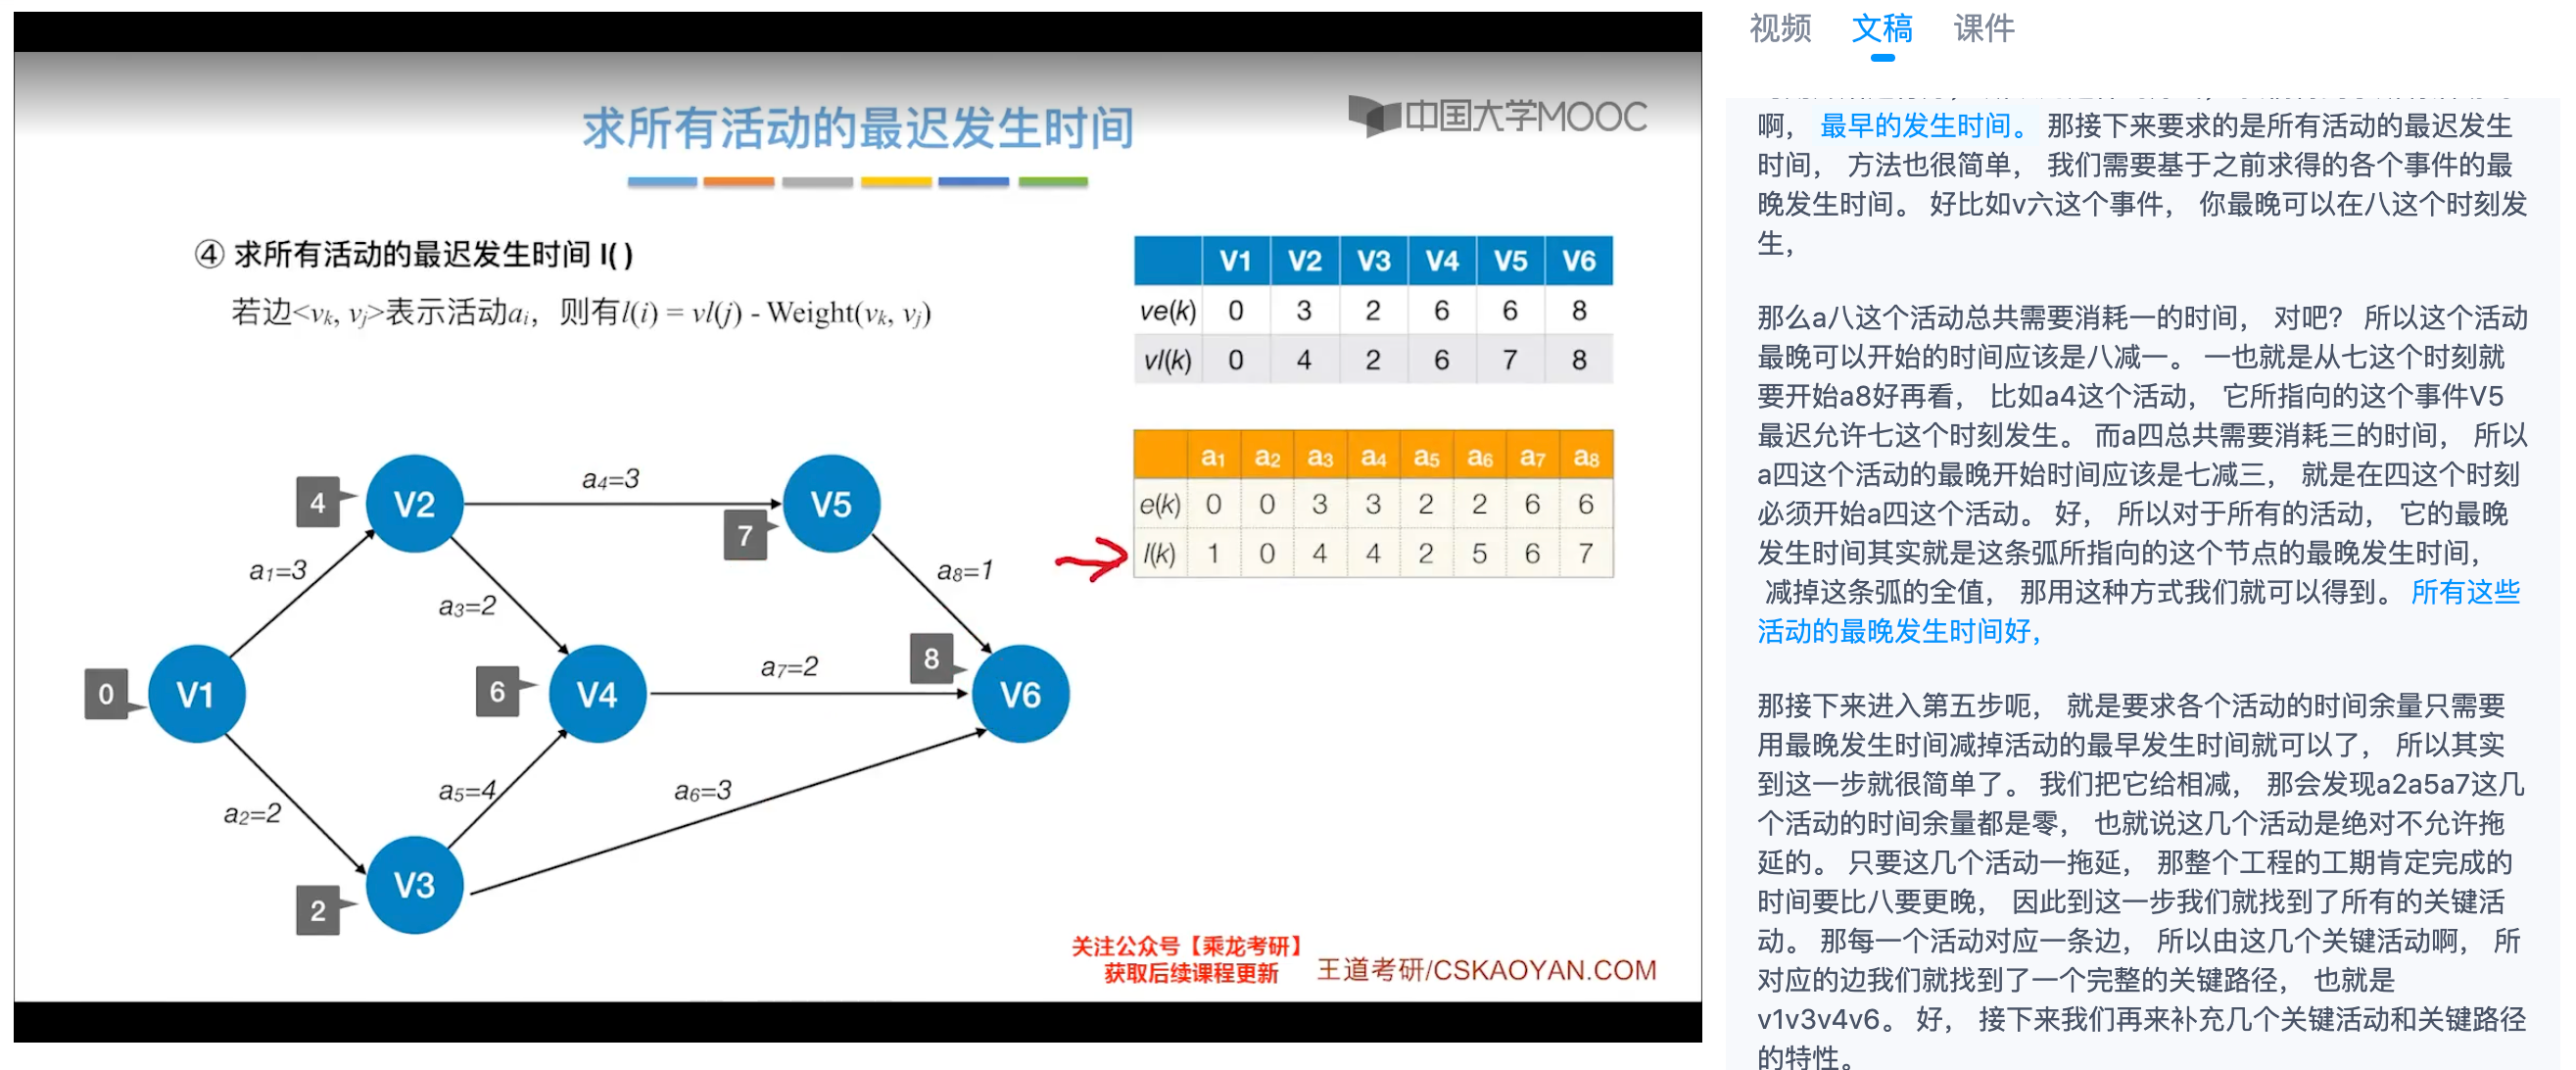 求所有活动的最迟发生时间
中国大学MOOC
④ 求所有活动的最迟发生时间 l( )
若边<vk, vj>表示活动ai，则有l(i) = vl(j) - Weight(vk, vj)
V1 V2 V3 V4 V5 V6
ve(k) 0 3 2 6 6 8
vl(k) 0 4 2 6 7 8
a1 a2 a3 a4 a5 a6 a7 a8
e(k) 0 0 3 3 2 2 6 6
l(k) 1 0 4 4 2 5 6 7
4
V2
a4=3
V5
7
a1=3
a3=2
a8=1
0
V1
6
V4
a7=2
8
V6
a2=2
a5=4
a6=3
2
V3
关注公众号【乘龙考研】
获取后续课程更新
王道考研/CSKAOYAN.COM
视频 文稿 课件
啊， 最早的发生时间。 那接下来要求的是所有活动的最迟发生
时间， 方法也很简单， 我们需要基于之前求得的各个事件的最
晚发生时间。 好比如v六这个事件， 你最晚可以在八这个时刻发
生，
那么a八这个活动总共需要消耗一的时间， 对吧？ 所以这个活动
最晚可以开始的时间应该是八减一。 一也就是从七这个时刻就
要开始a8好再看， 比如a4这个活动， 它所指向的这个事件V5
最迟允许七这个时刻发生。 而a四总共需要消耗三的时间， 所以
a四这个活动的最晚开始时间应该是七减三， 就是在四这个时刻
必须开始a四这个活动。 好， 所以对于所有的活动， 它的最晚
发生时间其实就是这条弧所指向的这个节点的最晚发生时间，
减掉这条弧的全值， 那用这种方式我们就可以得到。 所有这些
活动的最晚发生时间好，
那接下来进入第五步呃， 就是要求各个活动的时间余量只需要
用最晚发生时间减掉活动的最早发生时间就可以了， 所以其实
到这一步就很简单了。 我们把它给相减， 那会发现a2a5a7这几
个活动的时间余量都是零， 也就说这几个活动是绝对不允许拖
延的。 只要这几个活动一拖延， 那整个工程的工期肯定完成的
时间要比八要更晚， 因此到这一步我们就找到了所有的关键活
动。 那每一个活动对应一条边， 所以由这几个关键活动啊， 所
对应的边我们就找到了一个完整的关键路径， 也就是
v1v3v4v6。 好， 接下来我们再来补充几个关键活动和关键路径
的特性。